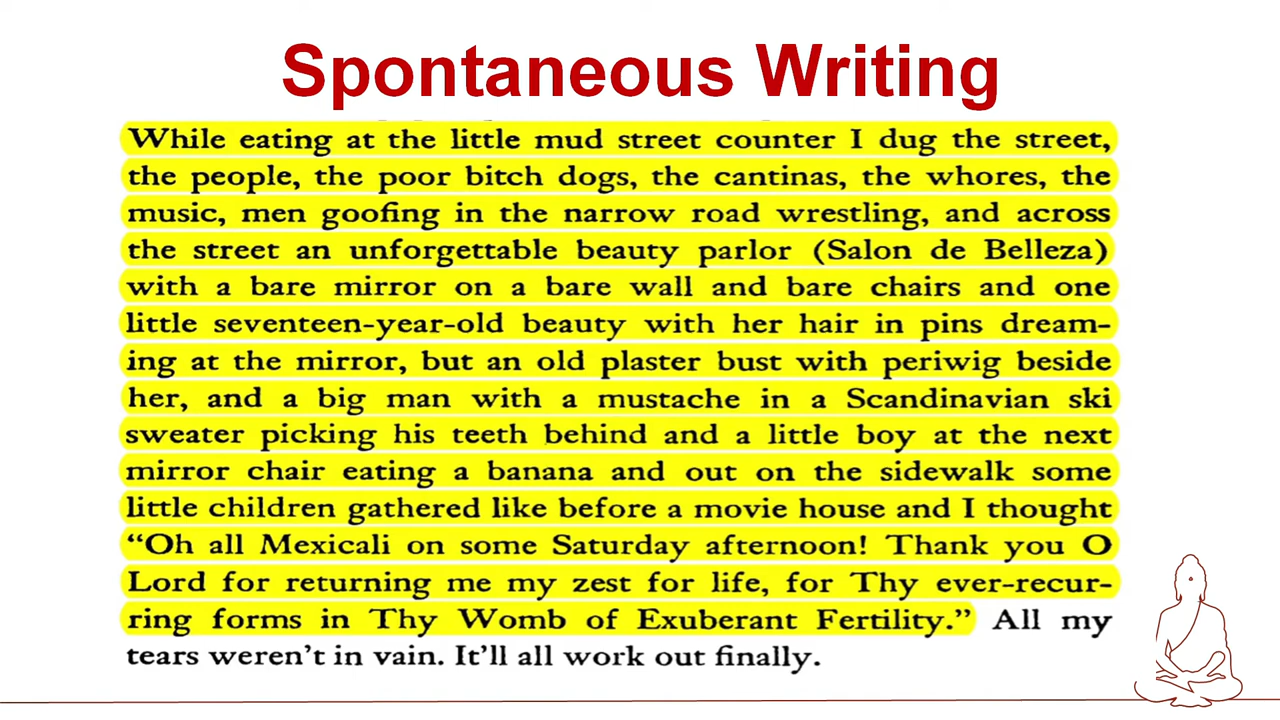 Spontaneous Writing
While eating at the little mud street counter I dug the street,
the people, the poor bitch dogs, the cantinas, the whores, the
music, men goofing in the narrow road wrestling, and across
the street an unforgettable beauty parlor (Salon de Belleza)
with a bare mirror on a bare wall and bare chairs and one
little seventeen-year-old beauty with her hair in pins dream-
ing at the mirror, but an old plaster bust with periwig beside
her, and a big man with a mustache in a Scandinavian ski
sweater picking his teeth behind and a little boy at the next
mirror chair eating a banana and out on the sidewalk some
little children gathered like before a movie house and I thought
“Oh all Mexicali on some Saturday afternoon! Thank you O
Lord for returning me my zest for life, for Thy ever-recur-
ring forms in Thy Womb of Exuberant Fertility.” All my
tears weren’t in vain. It’ll all work out finally.